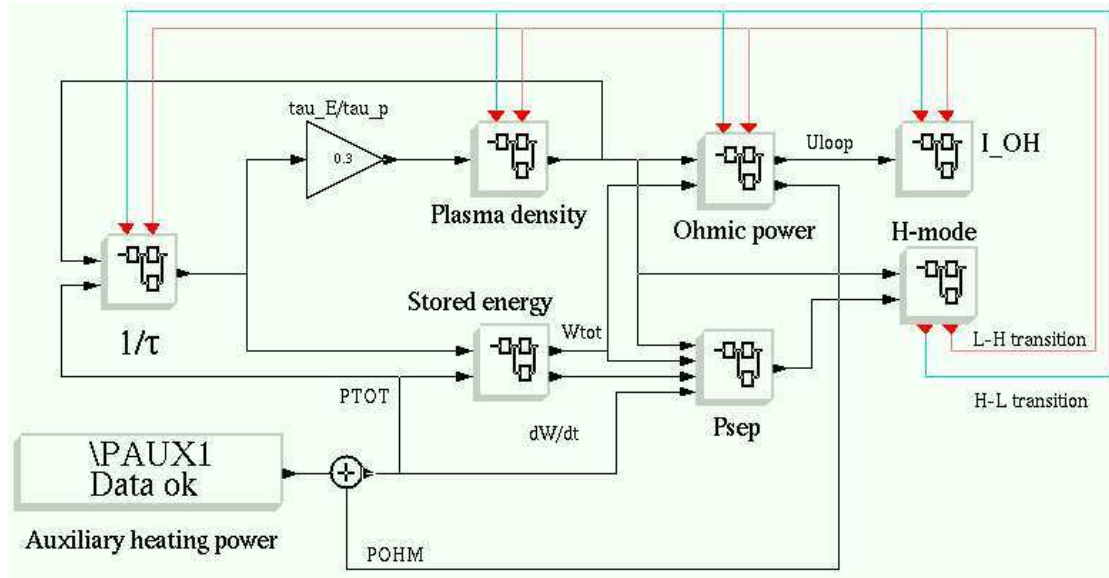 tau_E/tau_p
0.3
Plasma density
Uloop
I_OH
Ohmic power
H-mode
1/τ
Stored energy
Wtot
L-H transition
PTOT
H-L transition
Psep
dW/dt
\PAUX1
Data ok
Auxiliary heating power
POHM